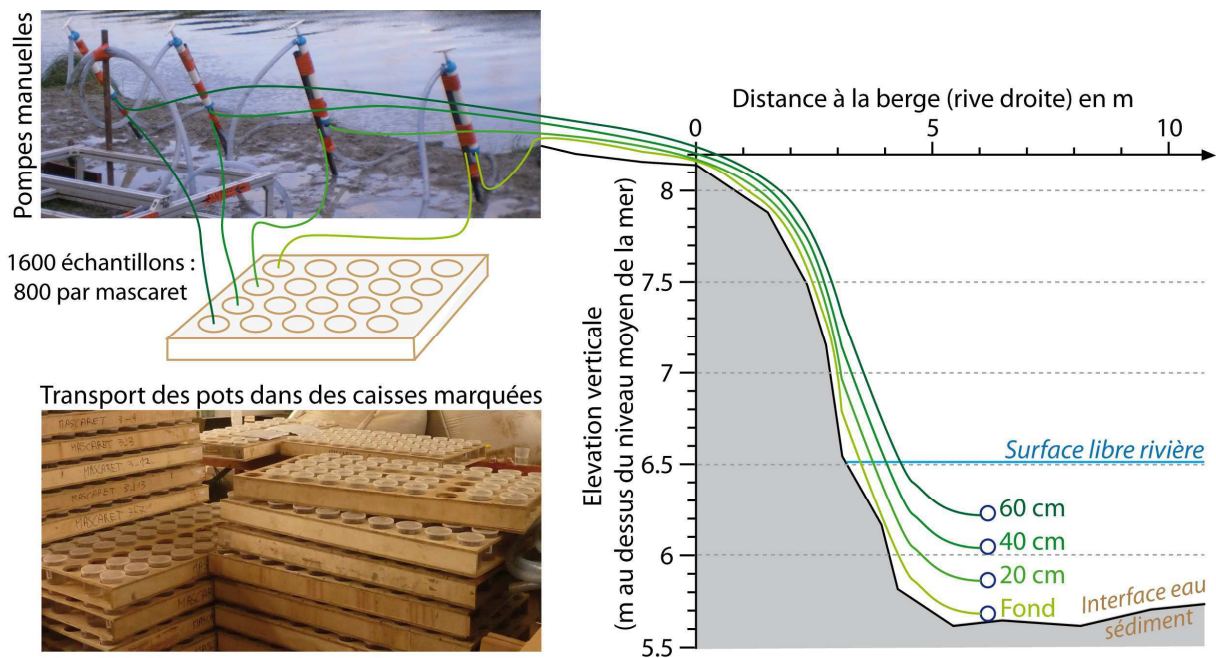 Pompes manuelles
1600 échantillons :
800 par mascaret
Transport des pots dans des caisses marquées
MASCARET
MASCARET
MASCARET
MASCARET
MASCARET
Distance à la berge (rive droite) en m
0
5
10
Elevation verticale
(m au dessus du niveau moyen de la mer)
8
7.5
7
6.5
6
5.5
Surface libre rivière
60 cm
40 cm
20 cm
Fond
Interface eau
sédiment